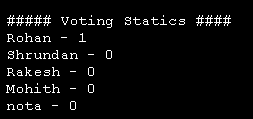 ##### Voting Statics ####
Rohan - 1
Shrundan - 0
Rakesh - 0
Mohith - 0
nota - 0